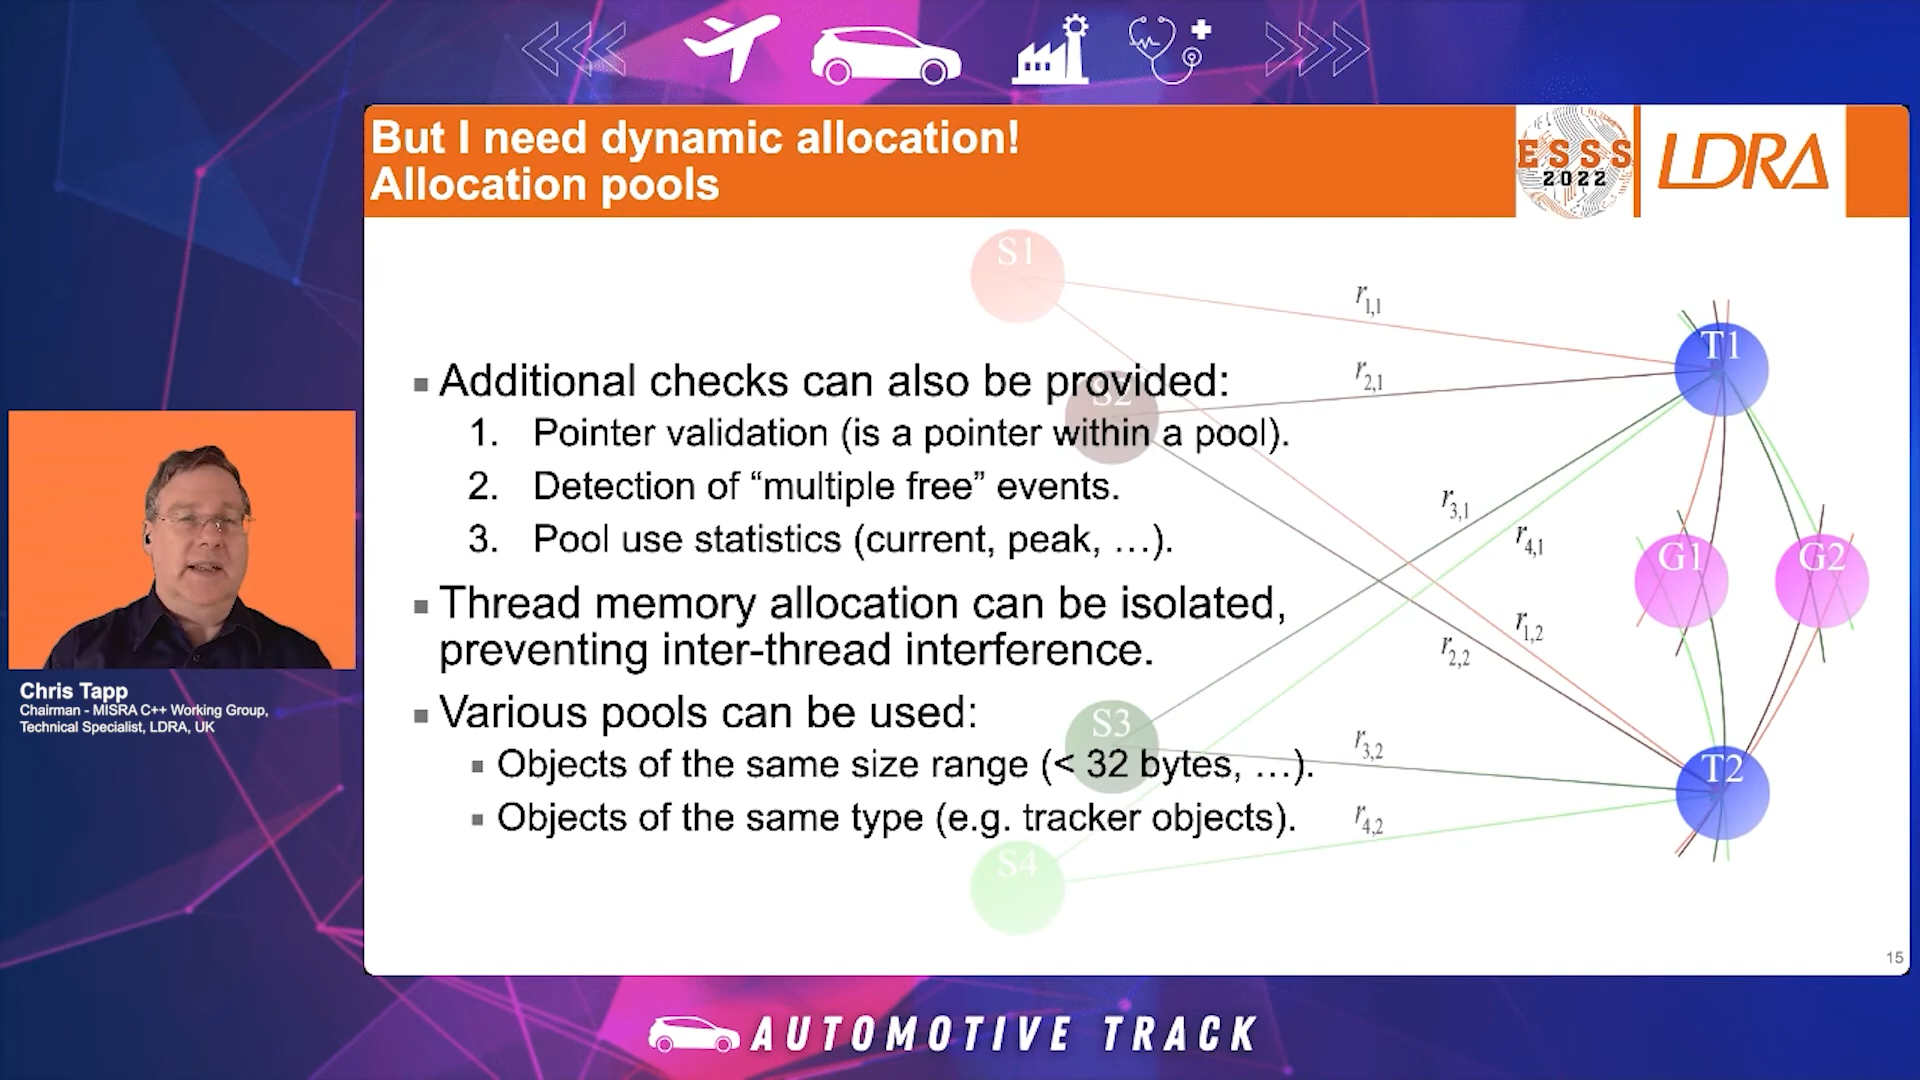 But I need dynamic allocation!
Allocation pools
ESSS
2022
LDRA
S1
r1,1
T1
▪ Additional checks can also be provided:
S2
r2,1
1. Pointer validation (is a pointer within a pool).
2. Detection of “multiple free” events.
r3,1
3. Pool use statistics (current, peak, …).
r4,1
G1
G2
▪ Thread memory allocation can be isolated,
preventing inter-thread interference.
r1,2
r2,2
Chris Tapp
Chairman - MISRA C++ Working Group,
Technical Specialist, LDRA, UK
▪ Various pools can be used:
S3
r3,2
▪ Objects of the same size range (< 32 bytes, …).
T2
▪ Objects of the same type (e.g. tracker objects).
r4,2
S4
15
AUTOMOTIVE TRACK